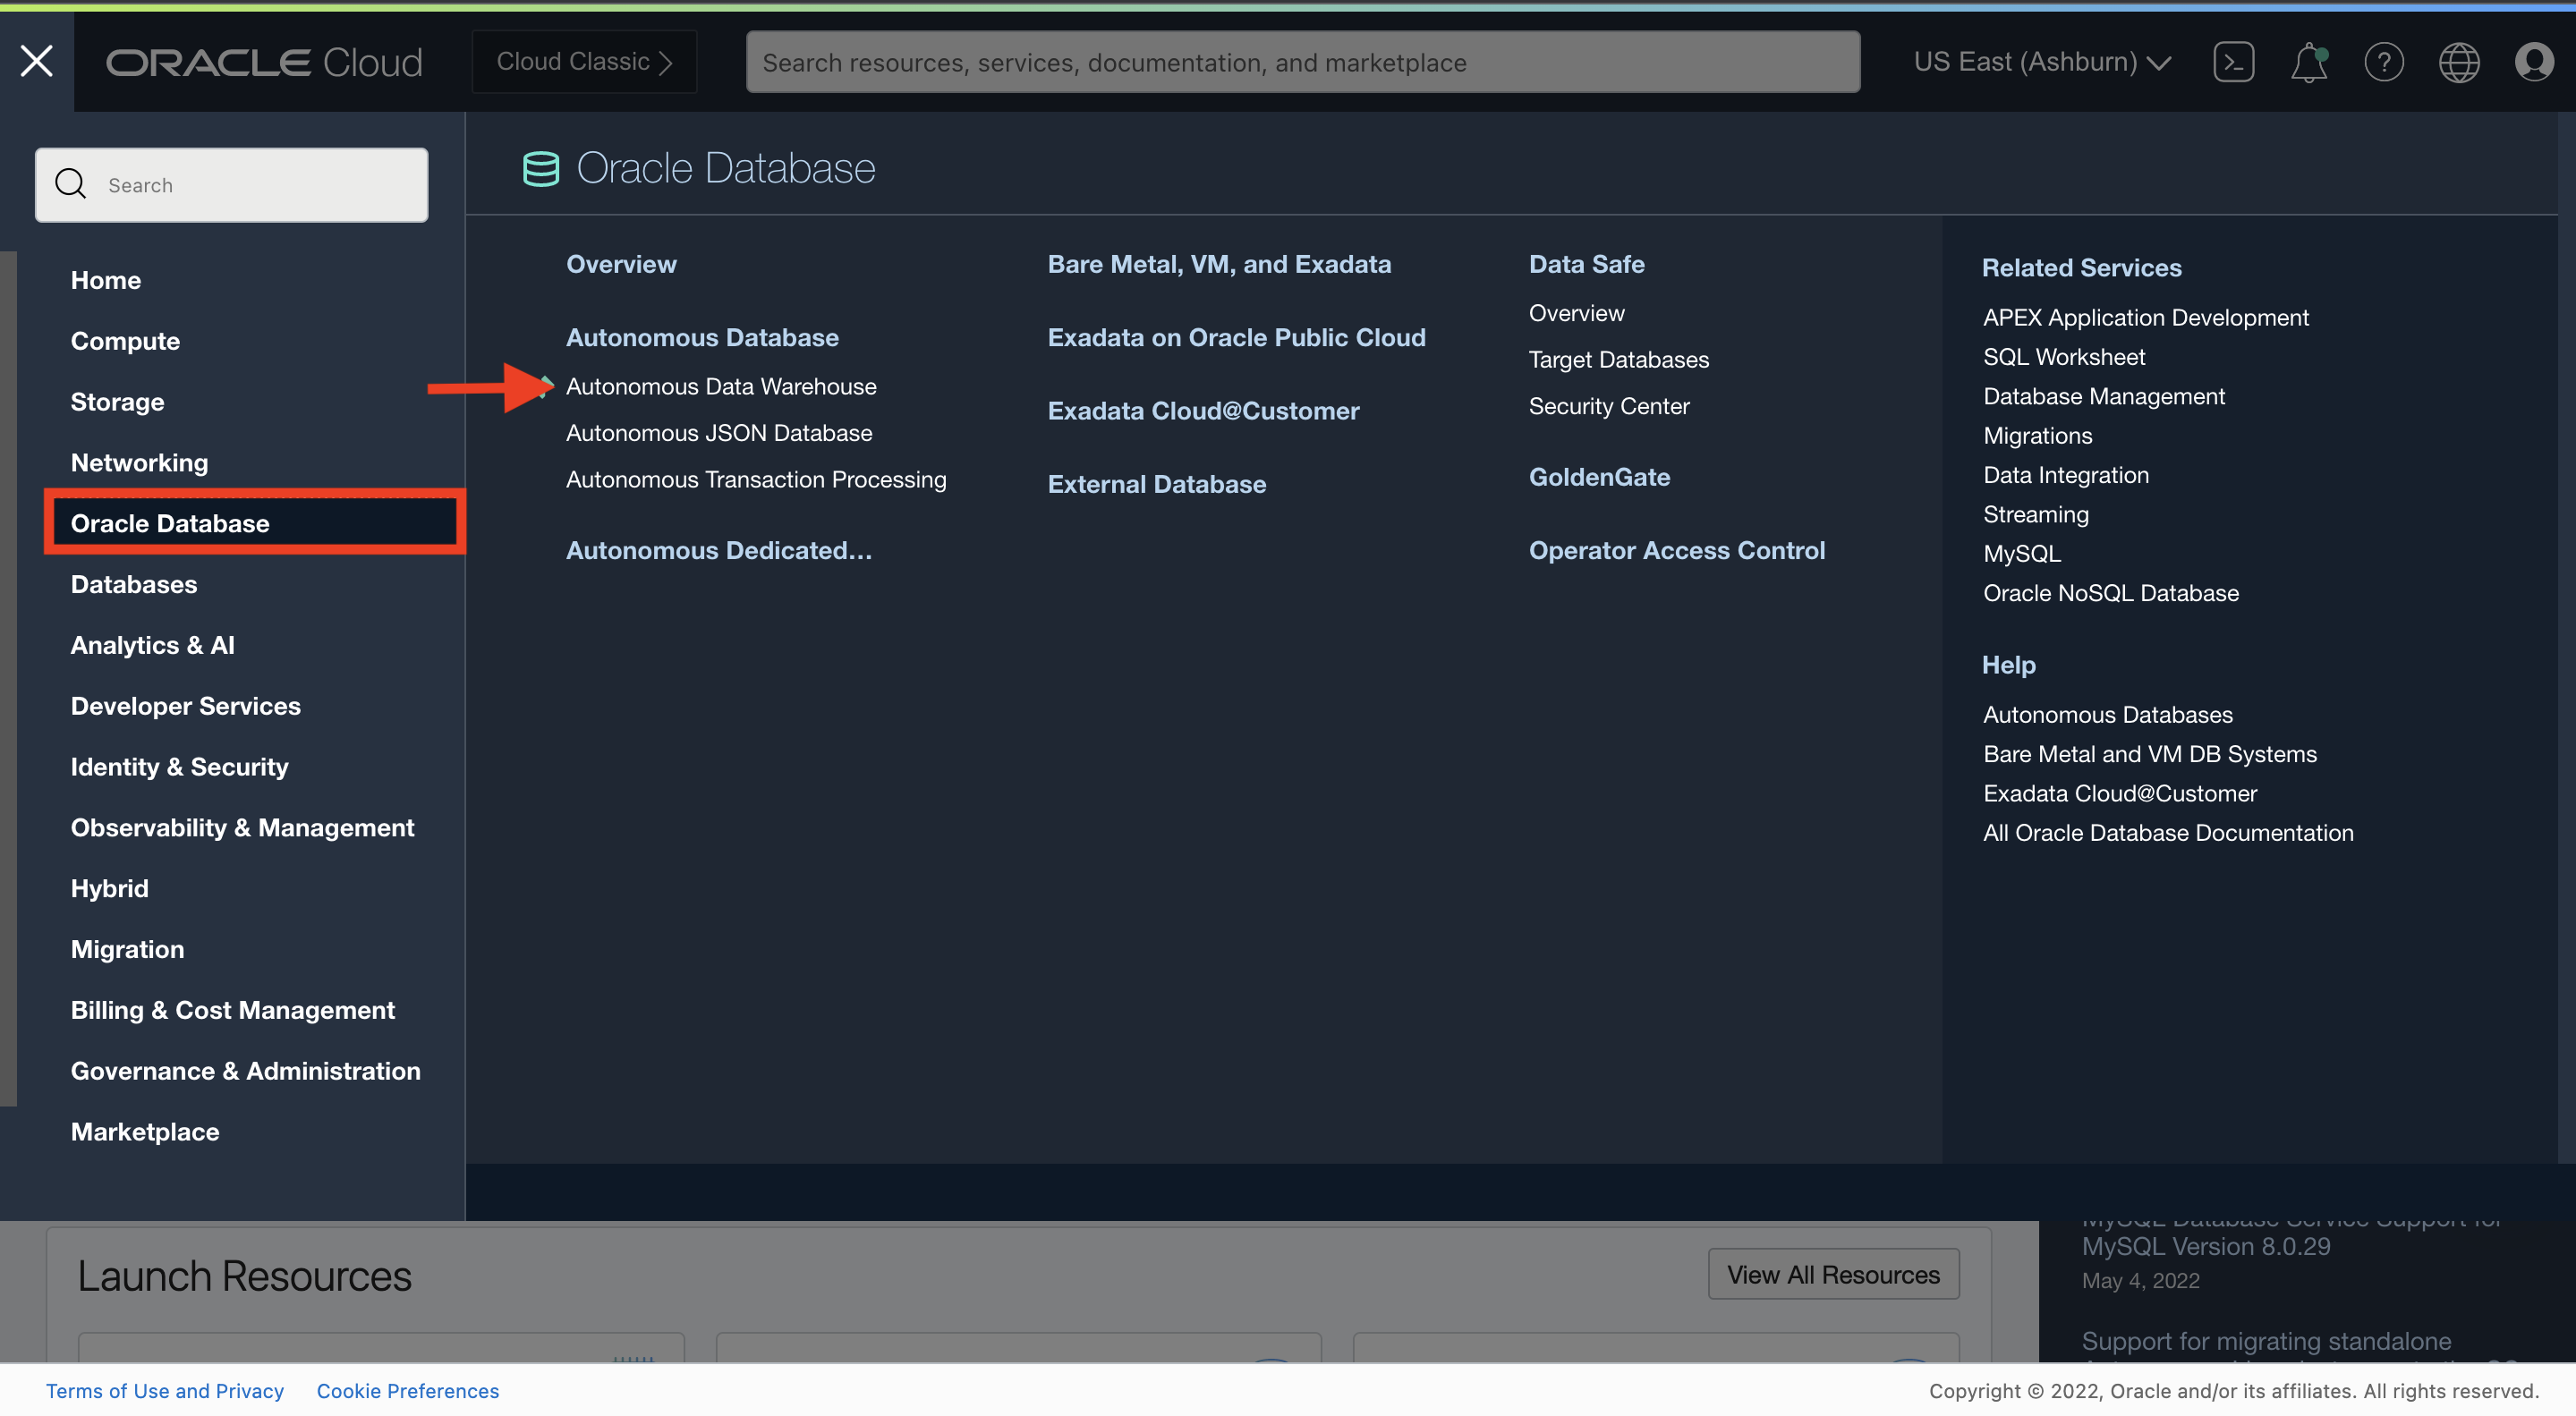 ORACLE Cloud
Cloud Classic
Search resources, services, documentation, and marketplace
US East (Ashburn)
Search
Home
Compute
Storage
Networking
Oracle Database
Databases
Analytics & AI
Developer Services
Identity & Security
Observability & Management
Hybrid
Migration
Billing & Cost Management
Governance & Administration
Marketplace
Oracle Database
Overview
Autonomous Database
Autonomous Data Warehouse
Autonomous JSON Database
Autonomous Transaction Processing
Autonomous Dedicated...
Bare Metal, VM, and Exadata
Exadata on Oracle Public Cloud
Exadata Cloud@Customer
External Database
Data Safe
Overview
Target Databases
Security Center
GoldenGate
Operator Access Control
Related Services
APEX Application Development
SQL Worksheet
Database Management
Migrations
Data Integration
Streaming
MySQL
Oracle NoSQL Database
Help
Autonomous Databases
Bare Metal and VM DB Systems
Exadata Cloud@Customer
All Oracle Database Documentation
Launch Resources
View All Resources
MySQL Database Service Support for
MySQL Version 8.0.29
May 4, 2022
Support for migrating standalone
Terms of Use and Privacy
Cookie Preferences
Copyright © 2022, Oracle and/or its affiliates. All rights reserved.